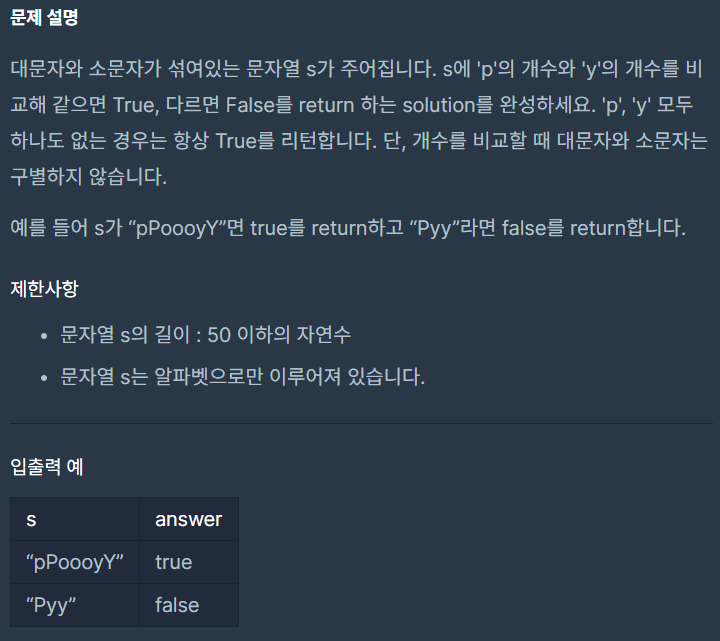 문제 설명
대문자와 소문자가 섞여있는 문자열 s가 주어집니다. s에 'p'의 개수와 'y'의 개수를 비
교해 같으면 True, 다르면 False를 return 하는 solution를 완성하세요. 'p', 'y' 모두
하나도 없는 경우는 항상 True를 리턴합니다. 단, 개수를 비교할 때 대문자와 소문자는
구별하지 않습니다.
예를 들어 s가 “pPoooyY”면 true를 return하고 “Pyy”라면 false를 return합니다.
제한사항
• 문자열 s의 길이 : 50 이하의 자연수
• 문자열 s는 알파벳으로만 이루어져 있습니다.
입출력 예
s answer
“pPoooyY” true
“Pyy” false